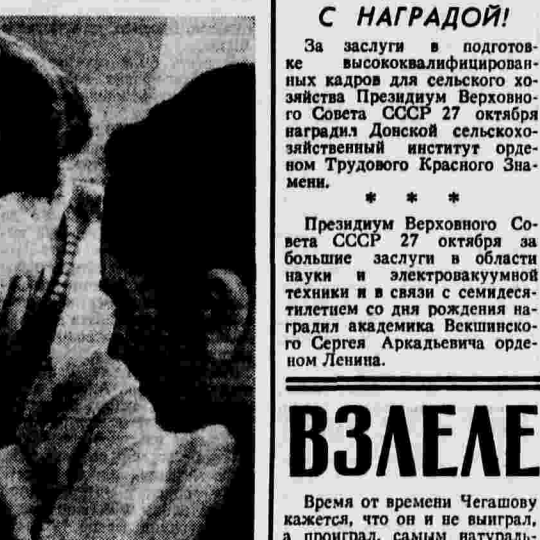 С НАГРАДОЙ!
За заслуги в подготов-
ке высококвалифицирован-
ных кадров для сельского хо-
зяйства Президиум Верховно-
го Совета СССР 27 октября
наградил Донской сельскохо-
зяйственный институт орде-
ном Трудового Красного Зна-
мени.
* * *
Президиум Верховного Со-
вета СССР 27 октября за
большие заслуги в области
науки и электровакуумной
техники и в связи с семидеся-
тилетием со дня рождения на-
градил академика Векшинско-
го Сергея Аркадьевича орде-
ном Ленина.
ВЗЛЕЛЕ
Время от времени Чегашову
кажется, что он и не выиграл,
а проиграл, самым натураль-